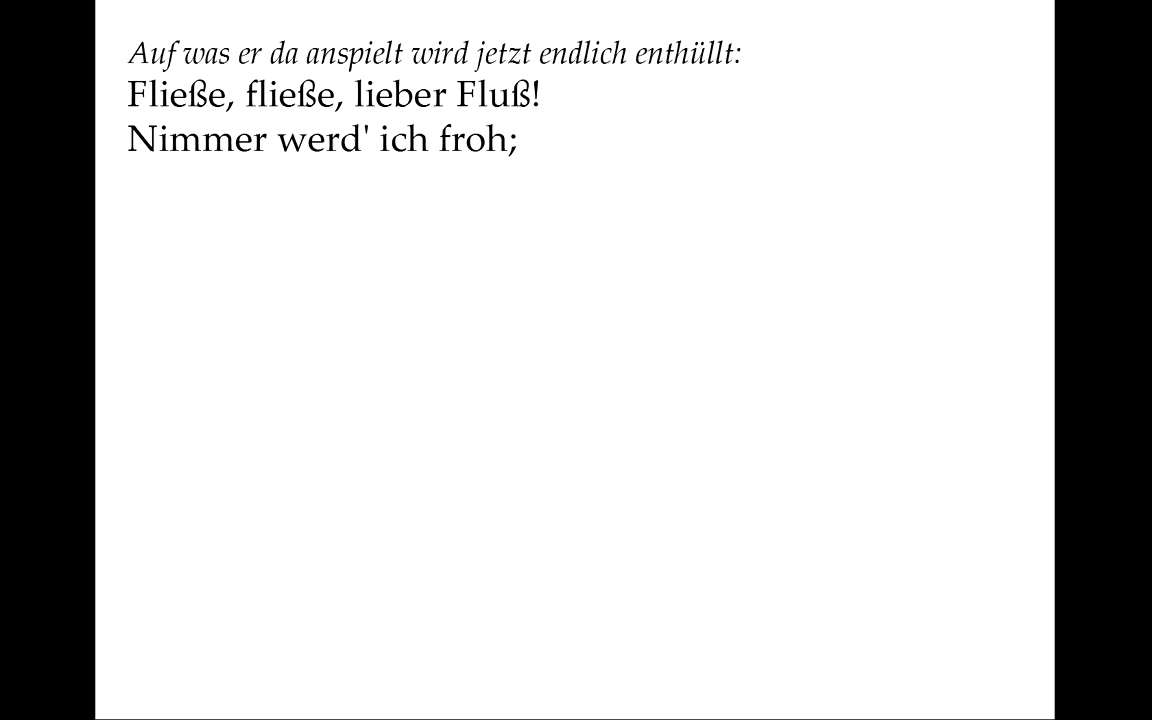 Auf was er da anspielt wird jetzt endlich enthüllt:
Fließe, fließe, lieber Fluß!
Nimmer werd' ich froh;